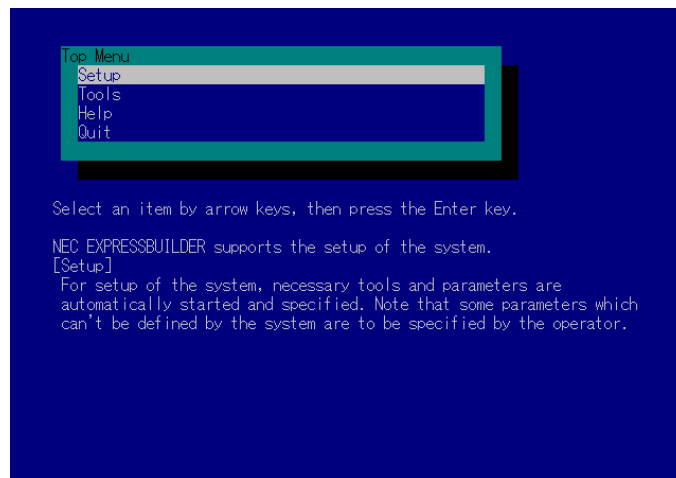 Top Menu
Setup
Tools
Help
Quit
Select an item by arrow keys, then press the Enter key.
NEC EXPRESSBUILDER supports the setup of the system.
[Setup]
For setup of the system, necessary tools and parameters are
automatically started and specified. Note that some parameters which
can't be defined by the system are to be specified by the operator.